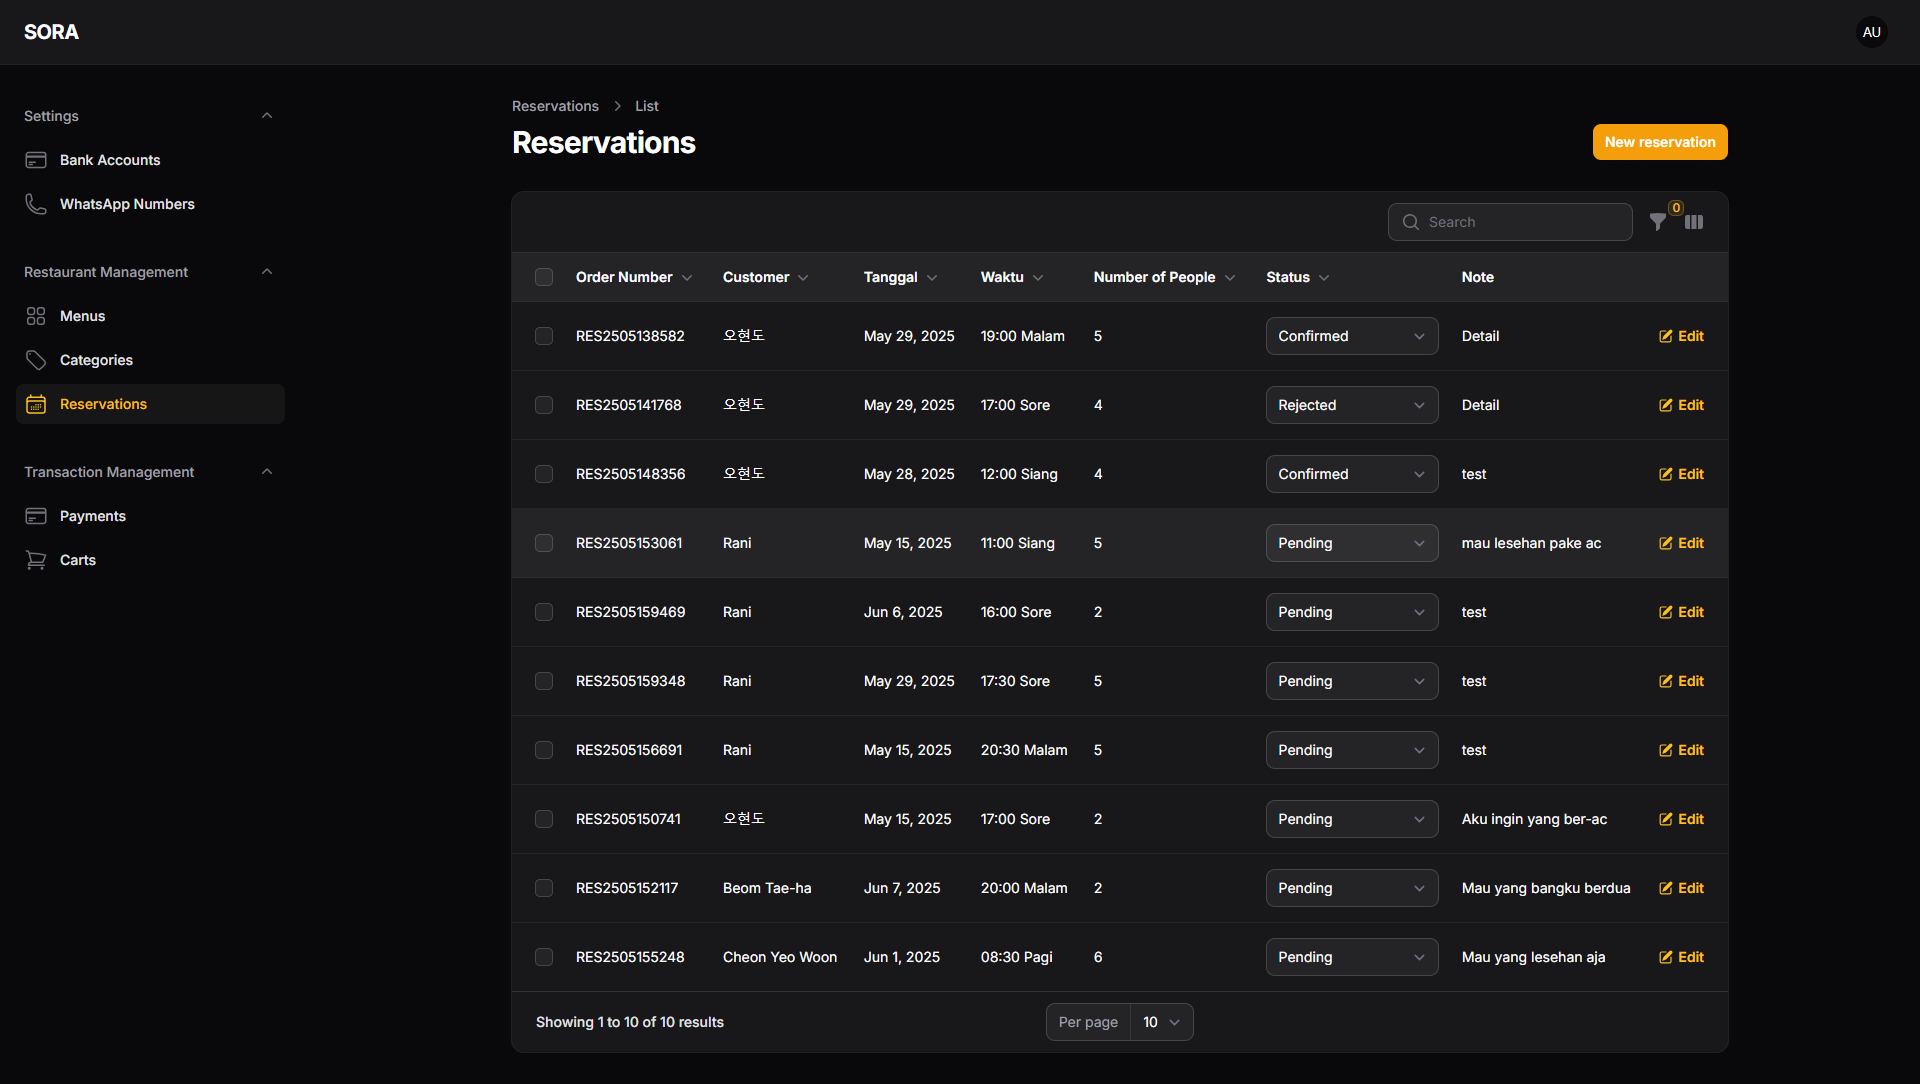 SORA
AU
Settings
Bank Accounts
WhatsApp Numbers
Restaurant Management
Menus
Categories
Reservations
Transaction Management
Payments
Carts
Reservations > List
Reservations
New reservation
Search
0
Order Number Customer Tanggal Waktu Number of People Status Note
RES2505138582 오현도 May 29, 2025 19:00 Malam 5 Confirmed Detail Edit
RES2505141768 오현도 May 29, 2025 17:00 Sore 4 Rejected Detail Edit
RES2505148356 오현도 May 28, 2025 12:00 Siang 4 Confirmed test Edit
RES2505153061 Rani May 15, 2025 11:00 Siang 5 Pending mau lesehan pake ac Edit
RES2505159469 Rani Jun 6, 2025 16:00 Sore 2 Pending test Edit
RES2505159348 Rani May 29, 2025 17:30 Sore 5 Pending test Edit
RES2505156691 Rani May 15, 2025 20:30 Malam 5 Pending test Edit
RES2505150741 오현도 May 15, 2025 17:00 Sore 2 Pending Aku ingin yang ber-ac Edit
RES2505152117 Beom Tae-ha Jun 7, 2025 20:00 Malam 2 Pending Mau yang bangku berdua Edit
RES2505155248 Cheon Yeo Woon Jun 1, 2025 08:30 Pagi 6 Pending Mau yang lesehan aja Edit
Showing 1 to 10 of 10 results
Per page 10